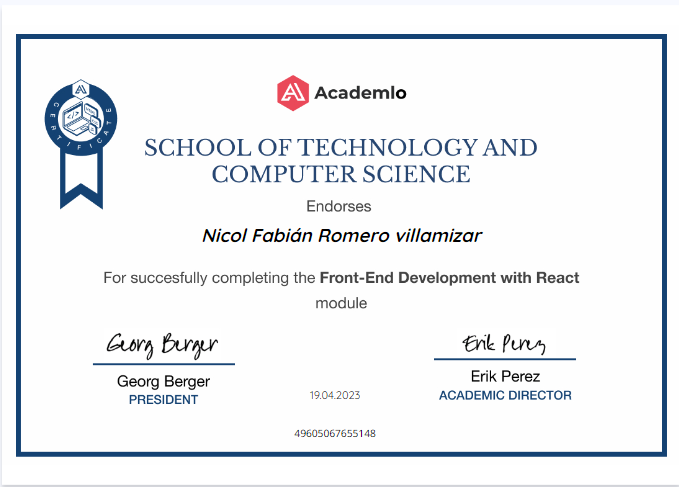 Academlo
CERTIFICATE
SCHOOL OF TECHNOLOGY AND
COMPUTER SCIENCE
Endorses
Nicol Fabián Romero villamizar
For succesfully completing the Front-End Development with React
module
Georg Berger
Erik Perez
Georg Berger
Erik Perez
PRESIDENT
19.04.2023
ACADEMIC DIRECTOR
49605067655148